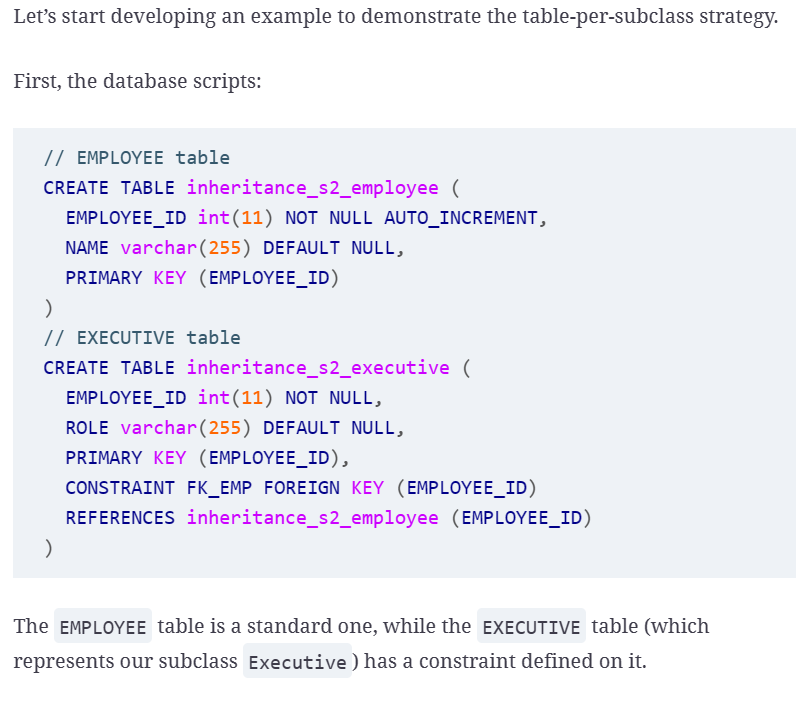 Let’s start developing an example to demonstrate the table-per-subclass strategy.
First, the database scripts:
// EMPLOYEE table
CREATE TABLE inheritance_s2_employee (
EMPLOYEE_ID int(11) NOT NULL AUTO_INCREMENT,
NAME varchar(255) DEFAULT NULL,
PRIMARY KEY (EMPLOYEE_ID)
)
// EXECUTIVE table
CREATE TABLE inheritance_s2_executive (
EMPLOYEE_ID int(11) NOT NULL,
ROLE varchar(255) DEFAULT NULL,
PRIMARY KEY (EMPLOYEE_ID),
CONSTRAINT FK_EMP FOREIGN KEY (EMPLOYEE_ID)
REFERENCES inheritance_s2_employee (EMPLOYEE_ID)
)
The EMPLOYEE table is a standard one, while the EXECUTIVE table (which
represents our subclass Executive) has a constraint defined on it.